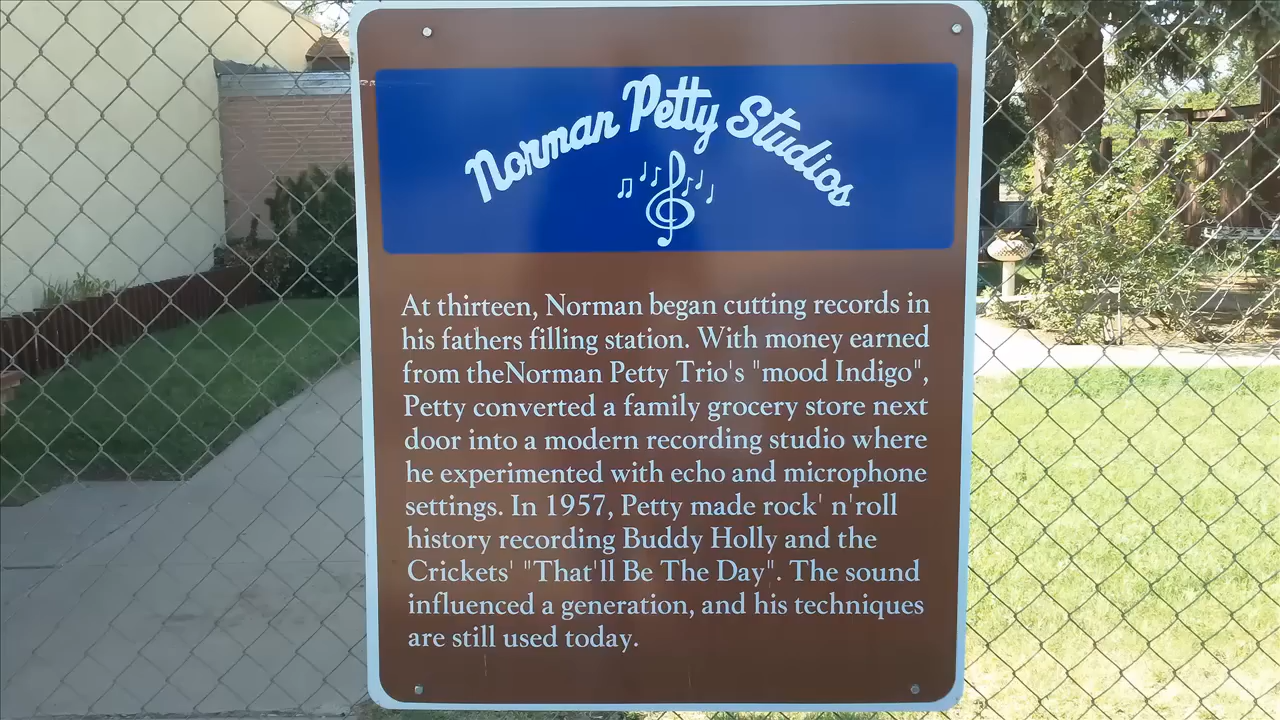 Norman Petty Studios
At thirteen, Norman began cutting records in
his fathers filling station. With money earned
from theNorman Petty Trio's "mood Indigo",
Petty converted a family grocery store next
door into a modern recording studio where
he experimented with echo and microphone
settings. In 1957, Petty made rock' n'roll
history recording Buddy Holly and the
Crickets' "That'll Be The Day". The sound
influenced a generation, and his techniques
are still used today.